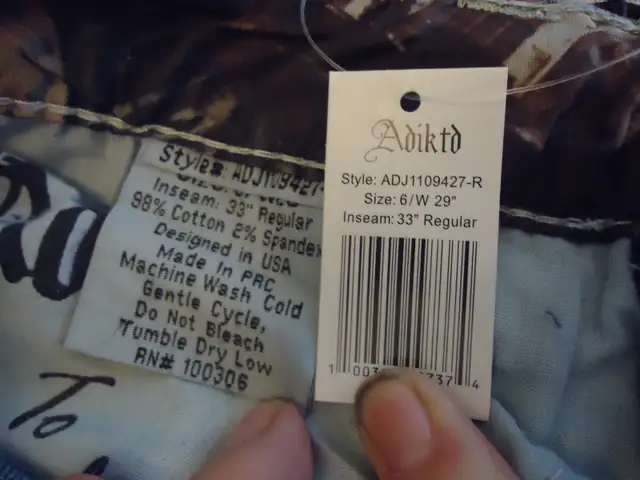 Style#: ADJ1109427-
Inseam: 33" Regular
98% Cotton 2% Spandex
Designed in USA
Made In PRC
Machine Wash Cold
Gentle Cycle,
Do Not Bleach
Tumble Dry Low
RN# 100306
To
Adiktd
Style: ADJ1109427-R
Size: 6/W 29"
Inseam: 33" Regular